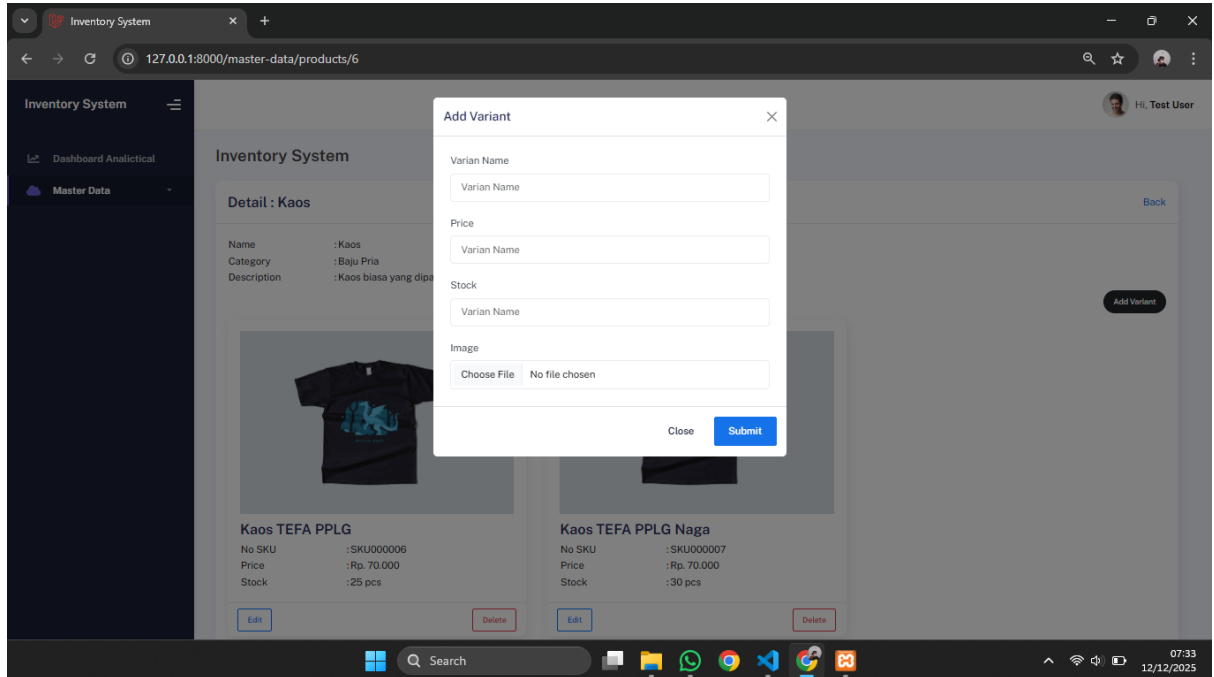 Inventory System
127.0.0.1:8000/master-data/products/6
Inventory System
Hi, Test User
Dashboard Analictical
Master Data
Inventory System
Detail : Kaos
Back
Name : Kaos
Category : Baju Pria
Description : Kaos biasa yang dipa
Add Variant
Add Variant
Varian Name
Varian Name
Price
Varian Name
Stock
Varian Name
Image
Choose File No file chosen
Close Submit
Kaos TEFA PPLG
No SKU : SKU000006
Price : Rp. 70.000
Stock : 25 pcs
Edit Delete
Kaos TEFA PPLG Naga
No SKU : SKU000007
Price : Rp. 70.000
Stock : 30 pcs
Edit Delete
Search
07:33
12/12/2025